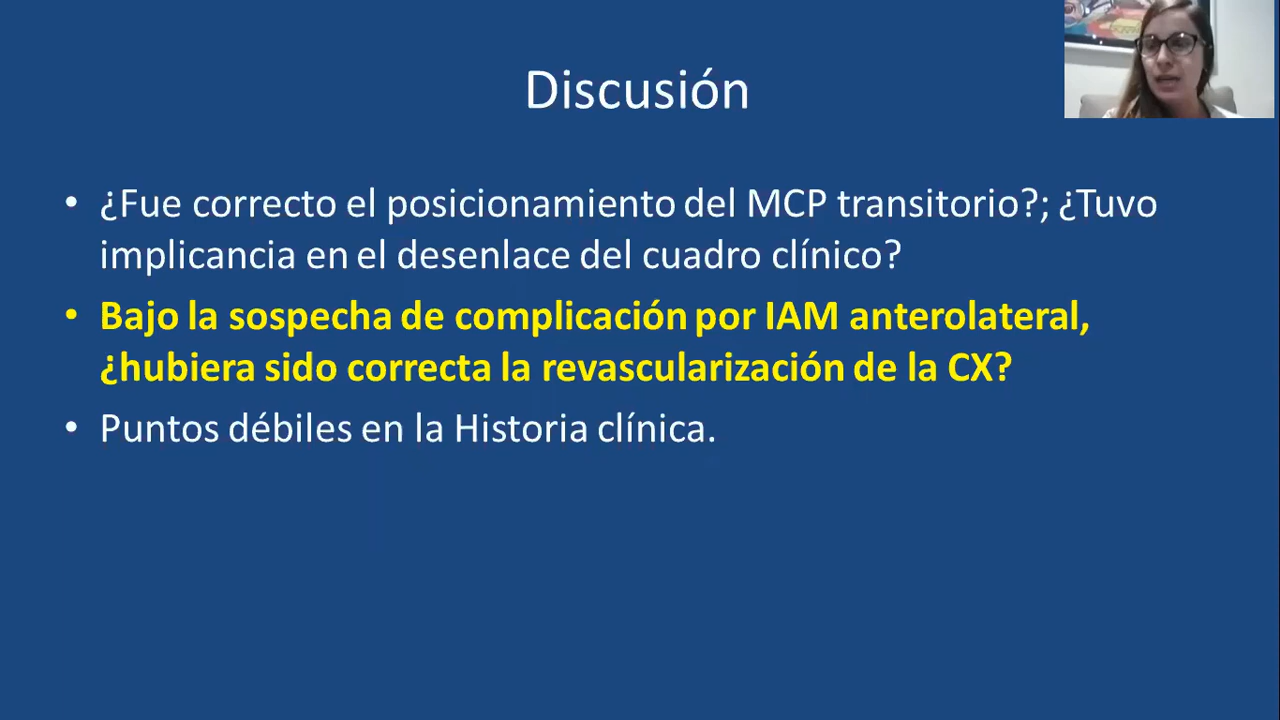 Discusión
• ¿Fue correcto el posicionamiento del MCP transitorio?; ¿Tuvo
implicancia en el desenlace del cuadro clínico?
• Bajo la sospecha de complicación por IAM anterolateral,
¿hubiera sido correcta la revascularización de la CX?
• Puntos débiles en la Historia clínica.